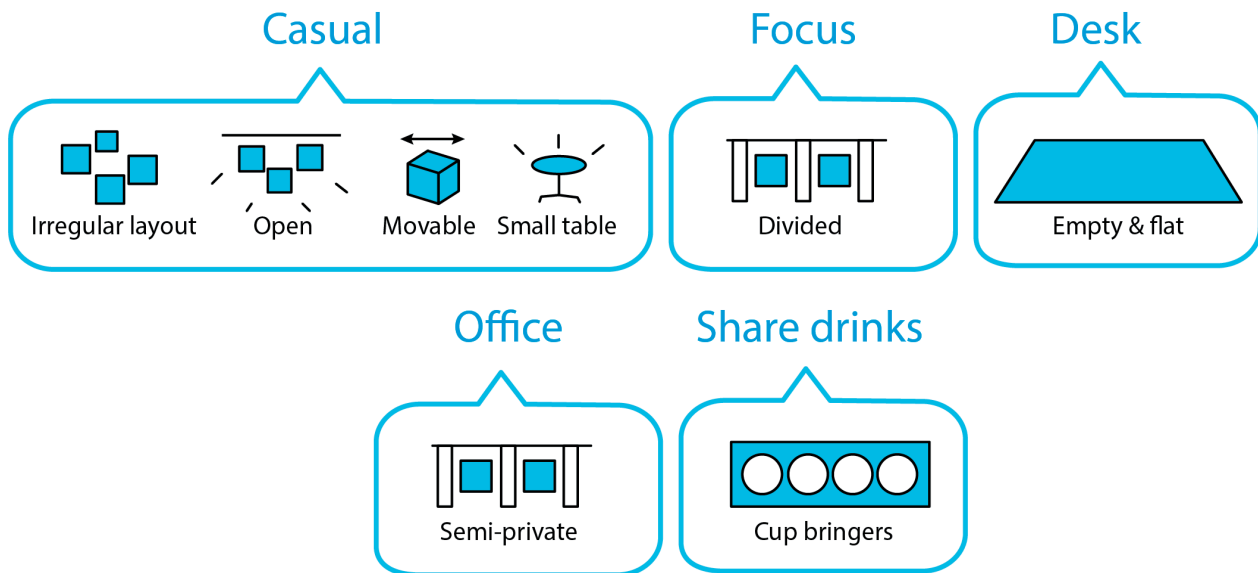 Casual
Focus
Desk
Irregular layout
Open
Movable
Small table
Divided
Empty & flat
Office
Share drinks
Semi-private
Cup bringers